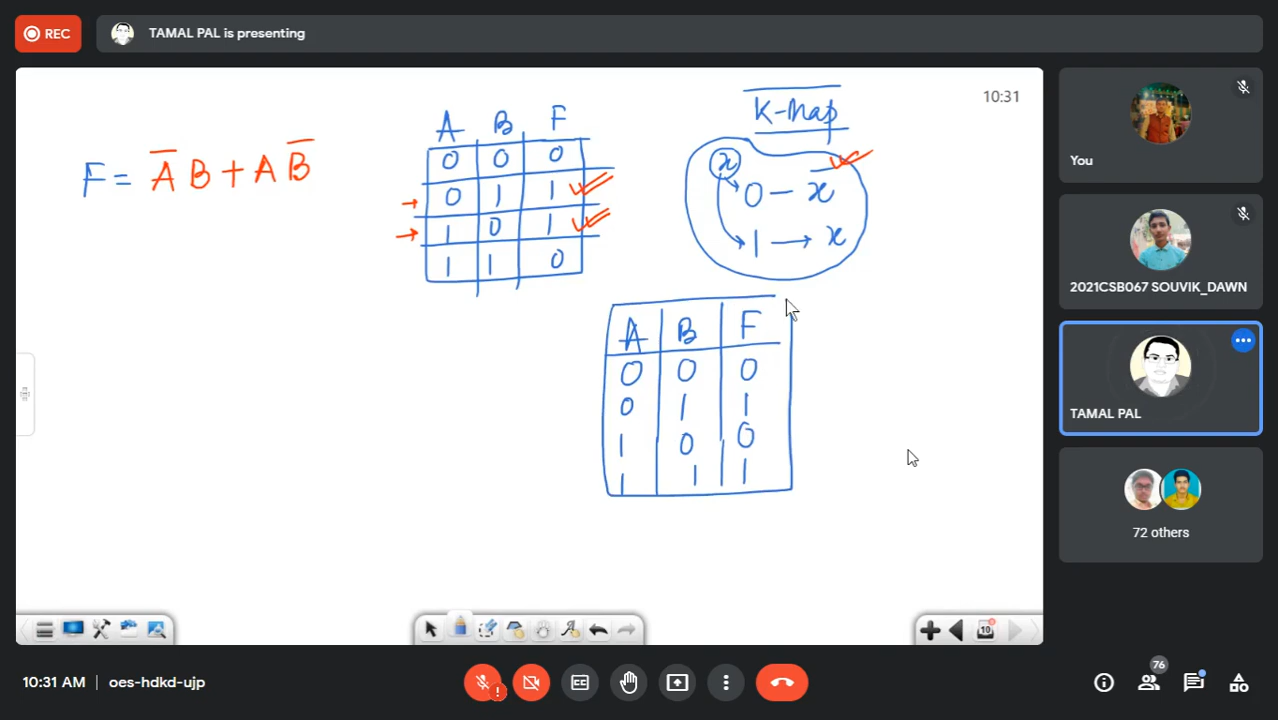 REC
TAMAL PAL is presenting
10:31
K-Map
F = A̅ B + A B̅
A B F
0 0 0
0 1 1
→ 1 0 1
1 1 0
x
0 — x̅
1 → x
A B F
0 0 0
0 1 1
1 0 0
1 1 1
You
2021CSB067 SOUVIK_DAWN
TAMAL PAL
72 others
10
10:31 AM | oes-hdkd-ujp
CC
76